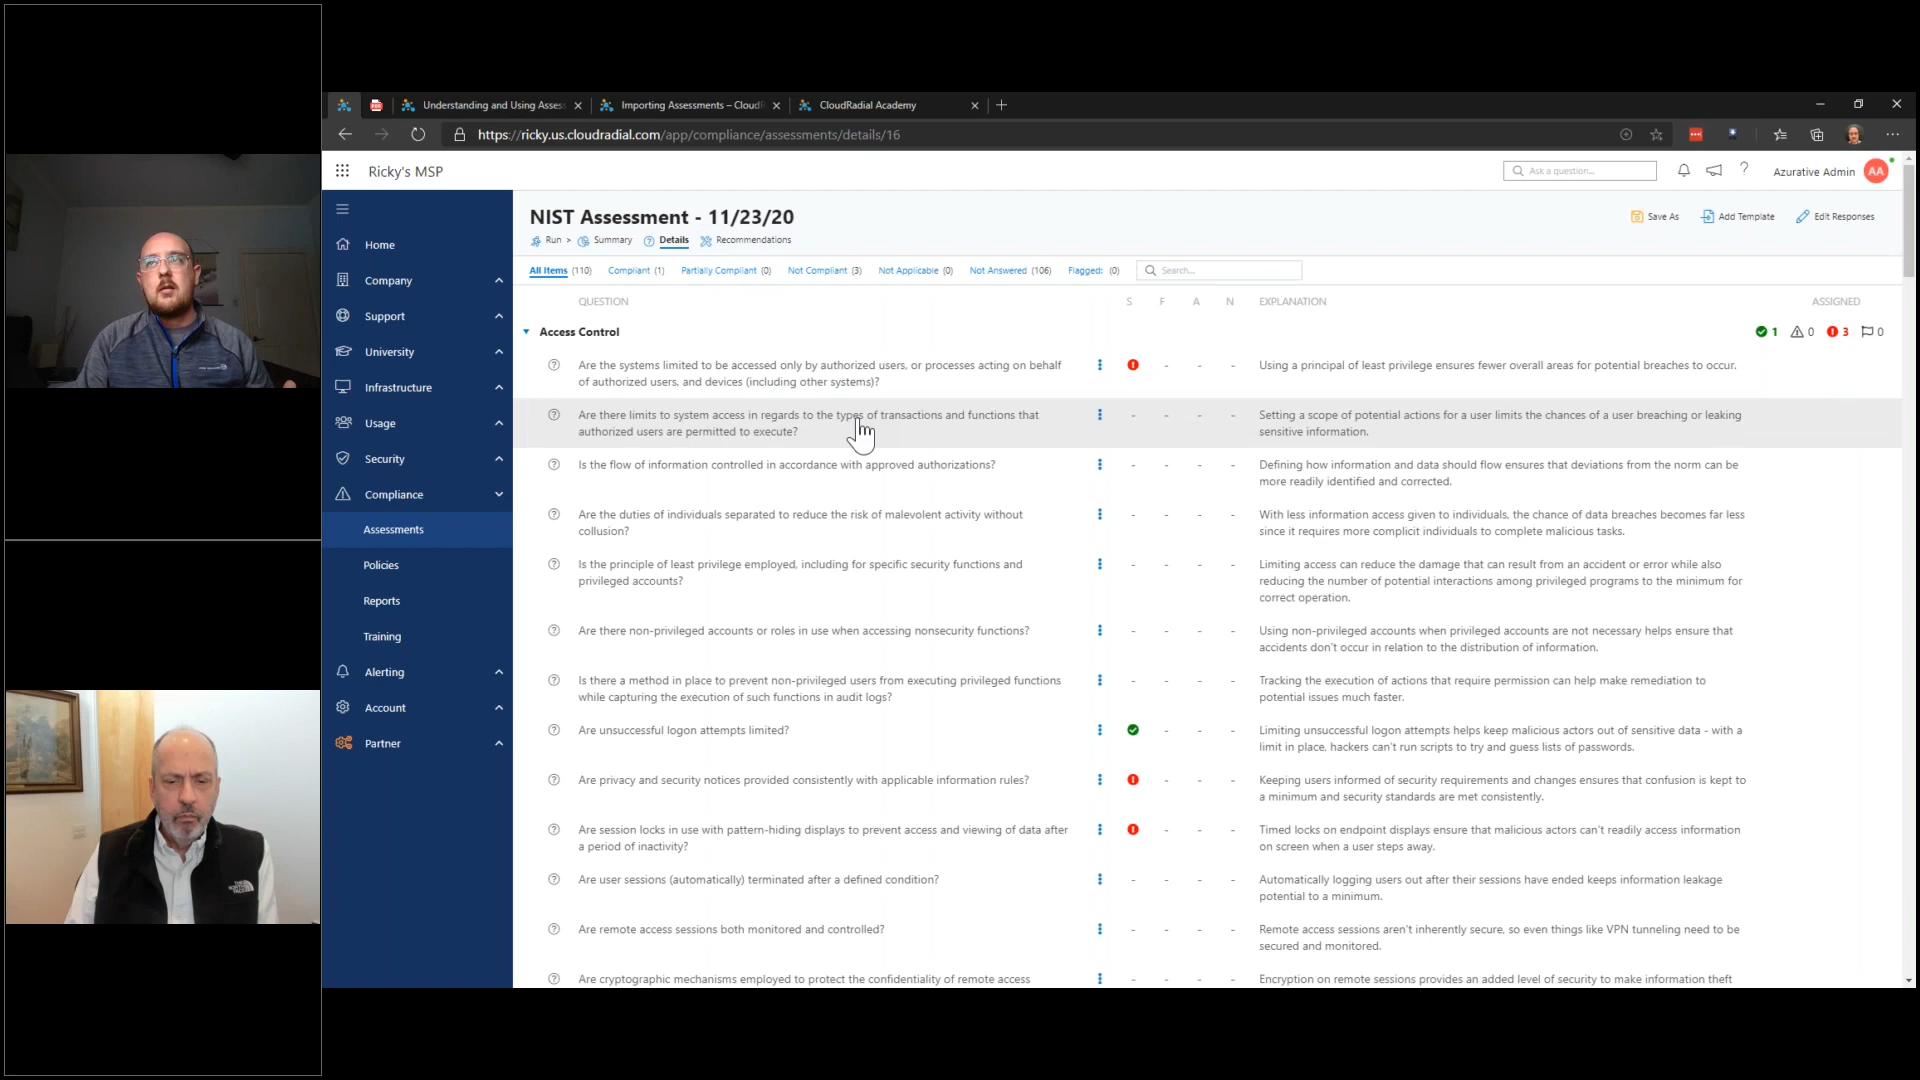 Understanding and Using Assess
Importing Assessments – CloudR
CloudRadial Academy
https://ricky.us.cloudradial.com/app/compliance/assessments/details/16
Ricky's MSP
Ask a question...
?
Azurative Admin
AA
NIST Assessment - 11/23/20
Save As
Add Template
Edit Responses
Run >
Summary
Details
Recommendations
All Items (110)
Compliant (1)
Partially Compliant (0)
Not Compliant (3)
Not Applicable (0)
Not Answered (106)
Flagged: (0)
Search...
Home
Company
Support
University
Infrastructure
Usage
Security
Compliance
Assessments
Policies
Reports
Training
Alerting
Account
Partner
QUESTION
S F A N
EXPLANATION
ASSIGNED
Access Control
1 0 3 0
Are the systems limited to be accessed only by authorized users, or processes acting on behalf
of authorized users, and devices (including other systems)?
- - -
Using a principal of least privilege ensures fewer overall areas for potential breaches to occur.
Are there limits to system access in regards to the types of transactions and functions that
authorized users are permitted to execute?
- - - -
Setting a scope of potential actions for a user limits the chances of a user breaching or leaking
sensitive information.
Is the flow of information controlled in accordance with approved authorizations?
- - - -
Defining how information and data should flow ensures that deviations from the norm can be
more readily identified and corrected.
Are the duties of individuals separated to reduce the risk of malevolent activity without
collusion?
- - - -
With less information access given to individuals, the chance of data breaches becomes far less
since it requires more complicit individuals to complete malicious tasks.
Is the principle of least privilege employed, including for specific security functions and
privileged accounts?
- - - -
Limiting access can reduce the damage that can result from an accident or error while also
reducing the number of potential interactions among privileged programs to the minimum for
correct operation.
Are there non-privileged accounts or roles in use when accessing nonsecurity functions?
- - - -
Using non-privileged accounts when privileged accounts are not necessary helps ensure that
accidents don't occur in relation to the distribution of information.
Is there a method in place to prevent non-privileged users from executing privileged functions
while capturing the execution of such functions in audit logs?
- - - -
Tracking the execution of actions that require permission can help make remediation to
potential issues much faster.
Are unsuccessful logon attempts limited?
- - -
Limiting unsuccessful logon attempts helps keep malicious actors out of sensitive data - with a
limit in place, hackers can't run scripts to try and guess lists of passwords.
Are privacy and security notices provided consistently with applicable information rules?
- - -
Keeping users informed of security requirements and changes ensures that confusion is kept to
a minimum and security standards are met consistently.
Are session locks in use with pattern-hiding displays to prevent access and viewing of data after
a period of inactivity?
- - -
Timed locks on endpoint displays ensure that malicious actors can't readily access information
on screen when a user steps away.
Are user sessions (automatically) terminated after a defined condition?
- - - -
Automatically logging users out after their sessions have ended keeps information leakage
potential to a minimum.
Are remote access sessions both monitored and controlled?
- - - -
Remote access sessions aren't inherently secure, so even things like VPN tunneling need to be
secured and monitored.
Are cryptographic mechanisms employed to protect the confidentiality of remote access
- - - -
Encryption on remote sessions provides an added level of security to make information theft
THE
NORTH
FACE